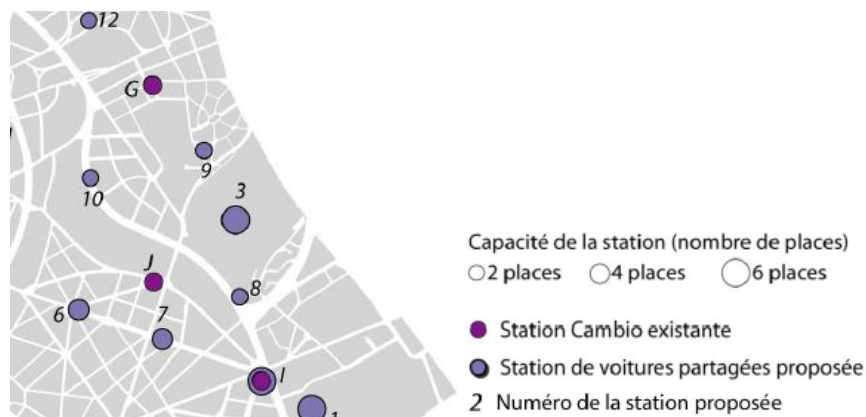 12
G
9
10
3
J
8
6
7
I
1
Capacité de la station (nombre de places)
2 places 4 places 6 places
Station Cambio existante
Station de voitures partagées proposée
2 Numéro de la station proposée